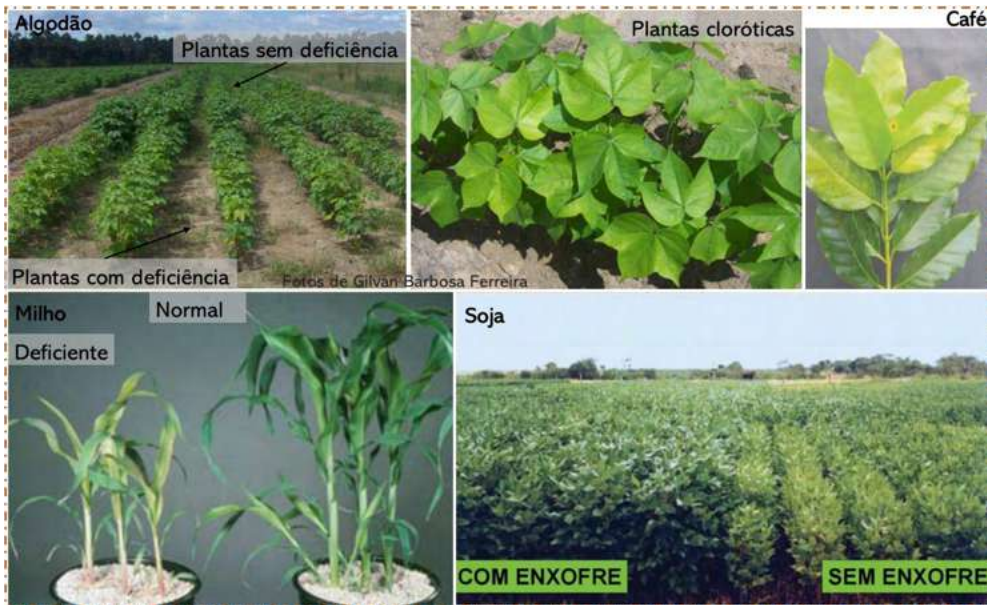 Algodão
Plantas sem deficiência
Plantas com deficiência
Fotos de Gilvan Barbosa Ferreira
Plantas cloróticas
Café
Milho
Normal
Deficiente
Soja
COM ENXOFRE
SEM ENXOFRE